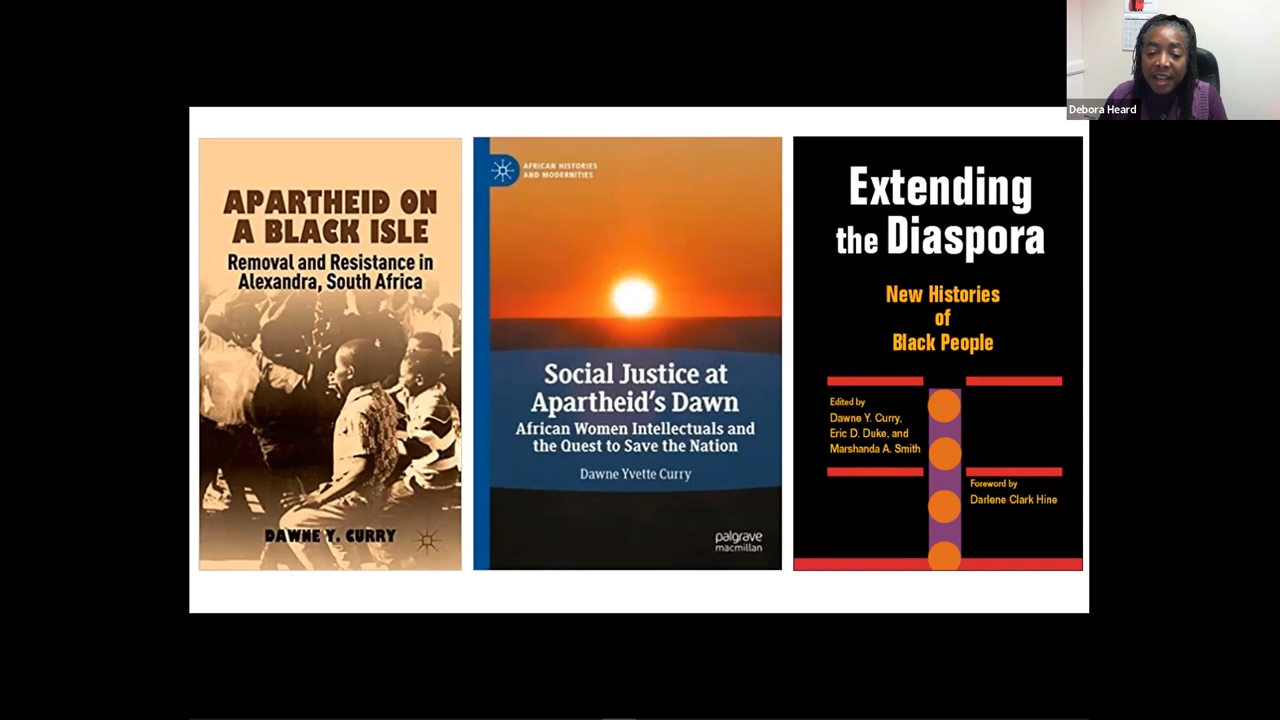 Debora Heard
APARTHEID ON
A BLACK ISLE
Removal and Resistance in
Alexandra, South Africa
DAWNE Y. CURRY
AFRICAN HISTORIES
AND MODERNITIES
Social Justice at
Apartheid's Dawn
African Women Intellectuals and
the Quest to Save the Nation
Dawne Yvette Curry
palgrave
macmillan
Extending
the Diaspora
New Histories
of
Black People
Edited by
Dawne Y. Curry,
Eric D. Duke, and
Marshanda A. Smith
Foreword by
Darlene Clark Hine